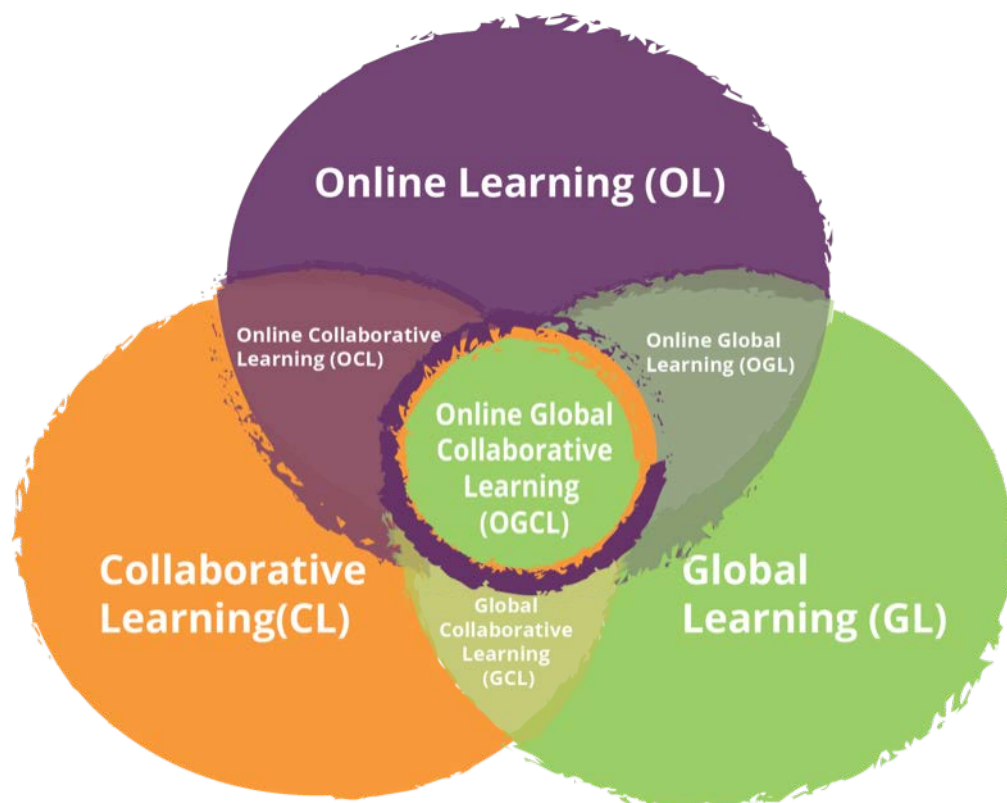 Online Learning (OL)
Online Collaborative
Learning (OCL)
Online Global
Learning (OGL)
Online Global
Collaborative
Learning
(OGCL)
Collaborative
Learning(CL)
Global
Learning (GL)
Global
Collaborative
Learning
(GCL)